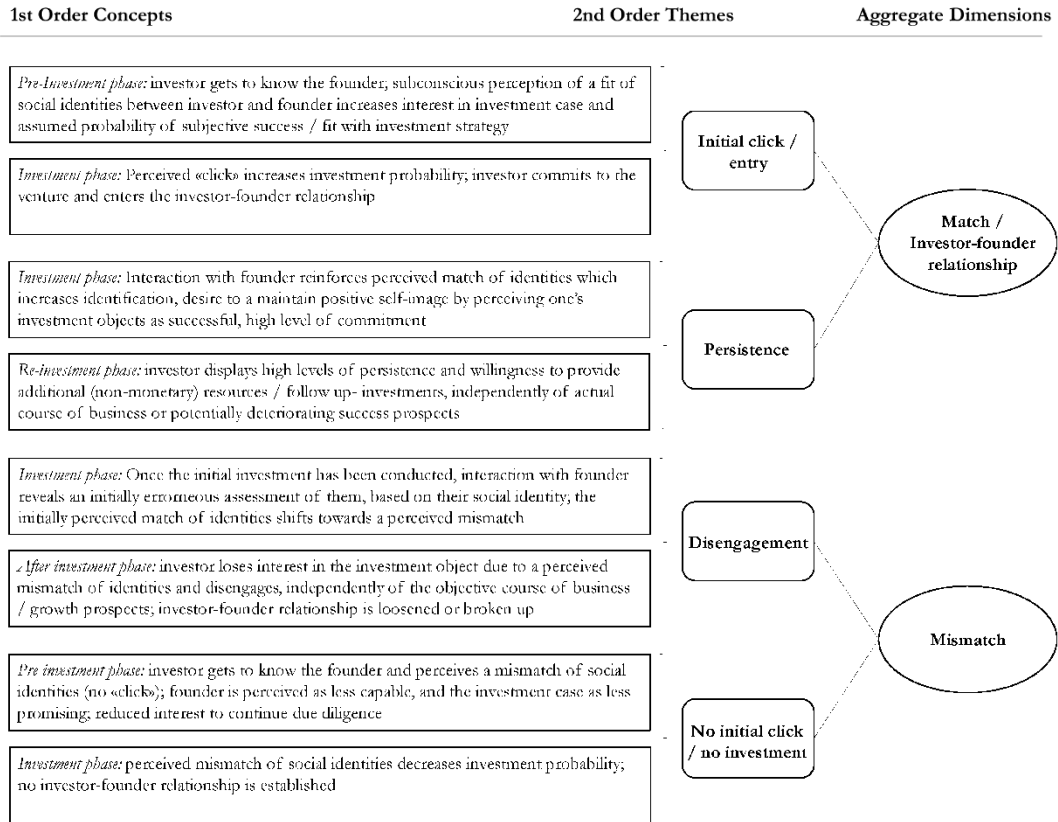 1st Order Concepts
2nd Order Themes
Aggregate Dimensions
Pre-Investment phase: investor gets to know the founder; subconscious perception of a fit of
social identities between investor and founder increases interest in investment case and
assumed probability of subjective success / fit with investment strategy
Investment phase: Perceived «click» increases investment probability; investor commits to the
venture and enters the investor-founder relationship
Initial click /
entry
Investment phase: Interaction with founder reinforces perceived match of identities which
increases identification, desire to a maintain positive self-image by perceiving one's
investment objects as successful, high level of commitment
Re-investment phase: investor displays high levels of persistence and willingness to provide
additional (non-monetary) resources / follow up- investments, independently of actual
course of business or potentially deteriorating success prospects
Persistence
Match /
Investor-founder
relationship
Investment phase: Once the initial investment has been conducted, interaction with founder
reveals an initially erromeous assessment of them, based on their social identity; the
initially perceived match of identities shifts towards a perceived mismatch
After investment phase: investor loses interest in the investment object due to a perceived
mismatch of identities and disengages, independently of the objective course of business
/ growth prospects; investor-founder relationship is loosened or broken up
Disengagement
Pre investment phase: investor gets to know the founder and perceives a mismatch of social
identities (no «click»); founder is perceived as less capable, and the investment case as less
promising; reduced interest to continue due diligence
Investment phase: perceived mismatch of social identities decreases investment probability;
no investor-founder relationship is established
No initial click
/ no investment
Mismatch